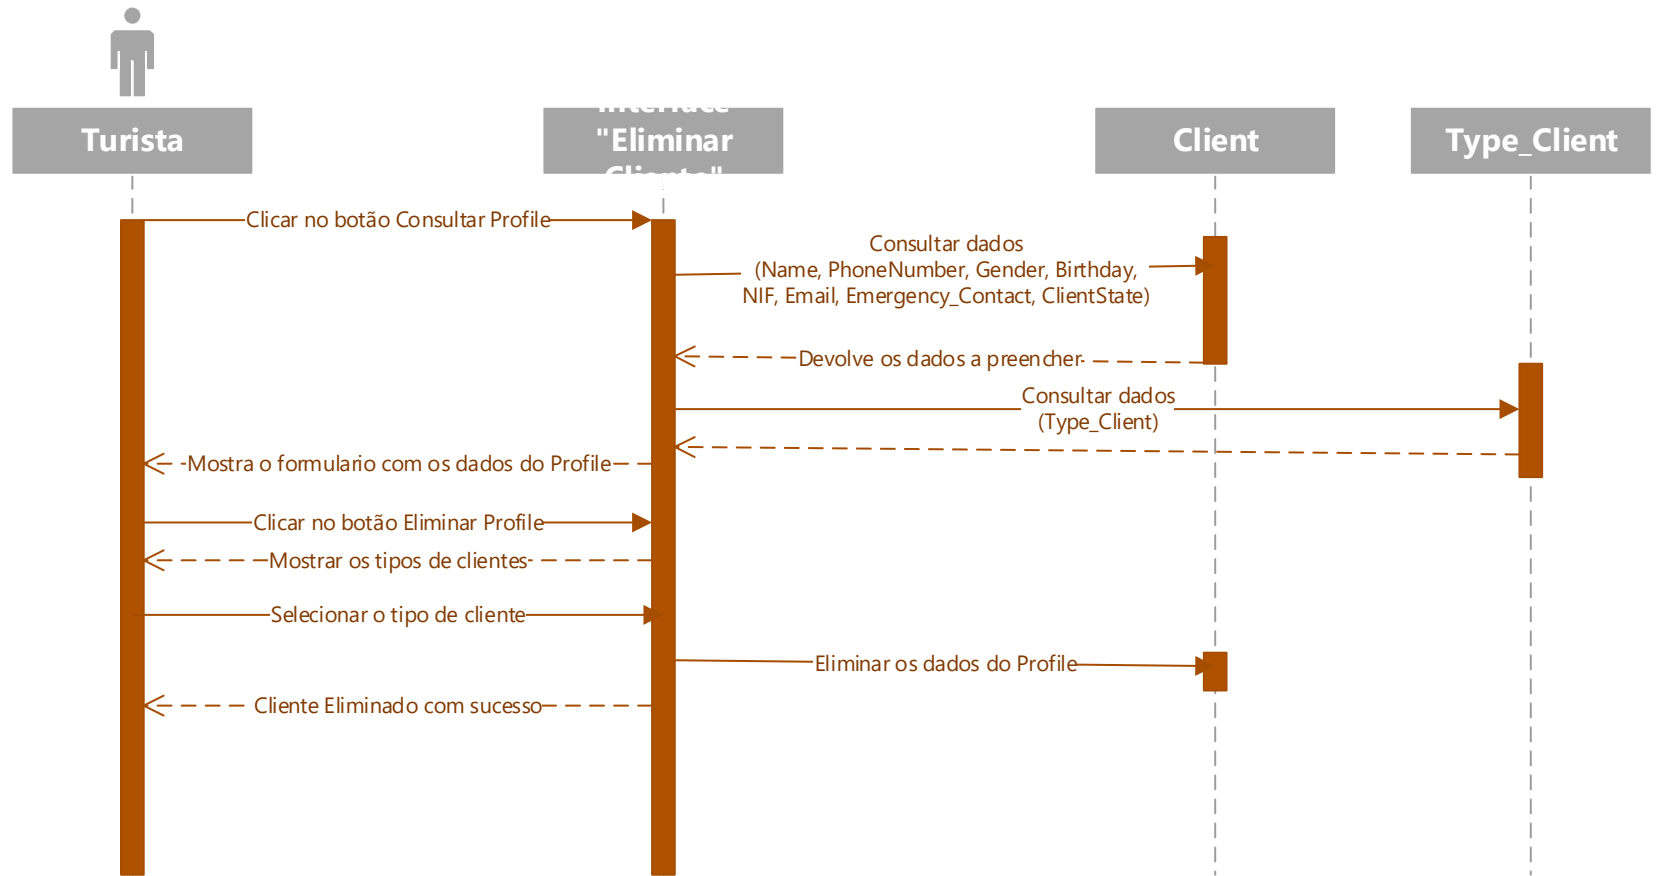 Turista
Interface
"Eliminar
Cliente"
Client
Type_Client
Clicar no botão Consultar Profile
Consultar dados
(Name, PhoneNumber, Gender, Birthday,
NIF, Email, Emergency_Contact, ClientState)
Devolve os dados a preencher
Consultar dados
(Type_Client)
Mostra o formulario com os dados do Profile
Clicar no botão Eliminar Profile
Mostrar os tipos de clientes
Selecionar o tipo de cliente
Eliminar os dados do Profile
Cliente Eliminado com sucesso